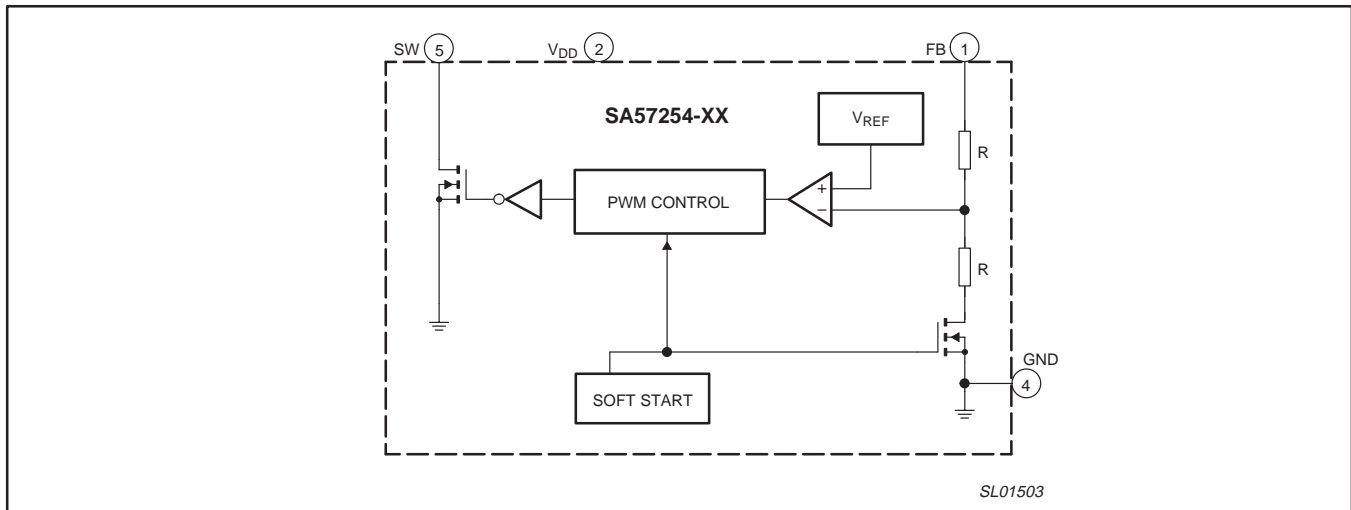 SW 5
VDD 2
FB 1
SA57254-XX
VREF
R
+
−
PWM CONTROL
R
GND
4
SOFT START
SL01503